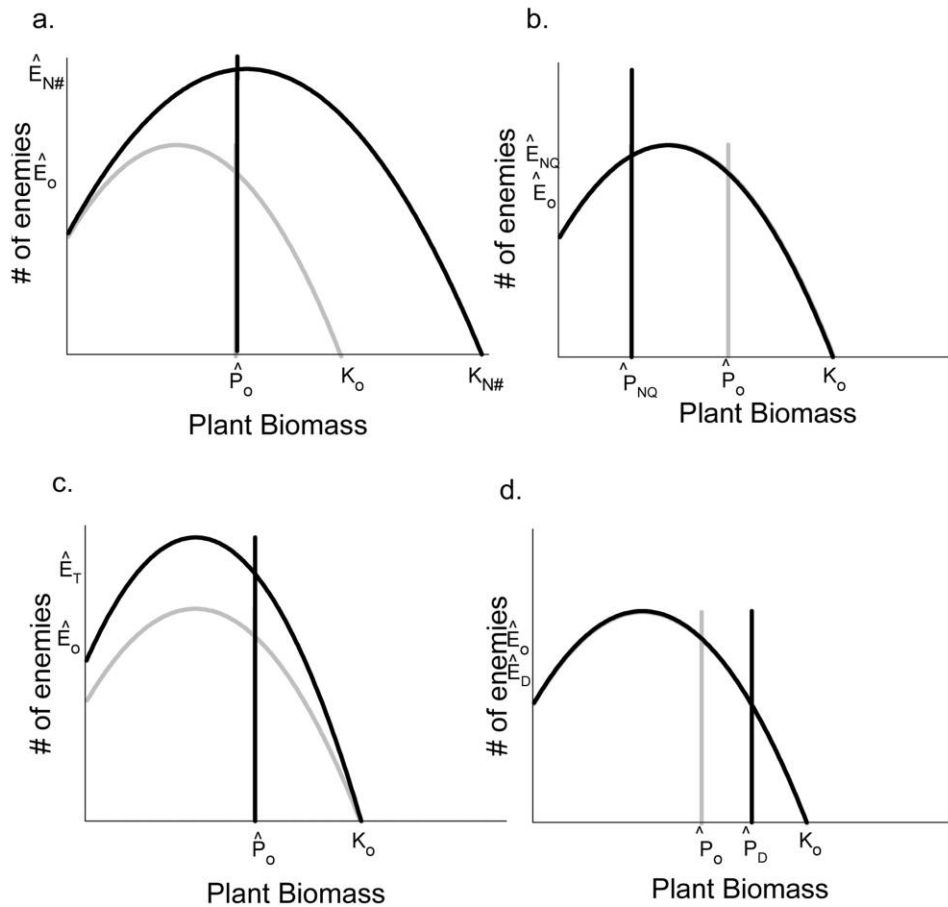 a.
Ê_N#
Ê_o
# of enemies
P̂_o
K_o
K_N#
Plant Biomass
b.
Ê_NQ
Ê_o
# of enemies
P̂_NQ
P̂_o
K_o
Plant Biomass
c.
Ê_T
Ê_o
# of enemies
P̂_o
K_o
Plant Biomass
d.
Ê_o
Ê_D
# of enemies
P̂_o
P̂_D
K_o
Plant Biomass